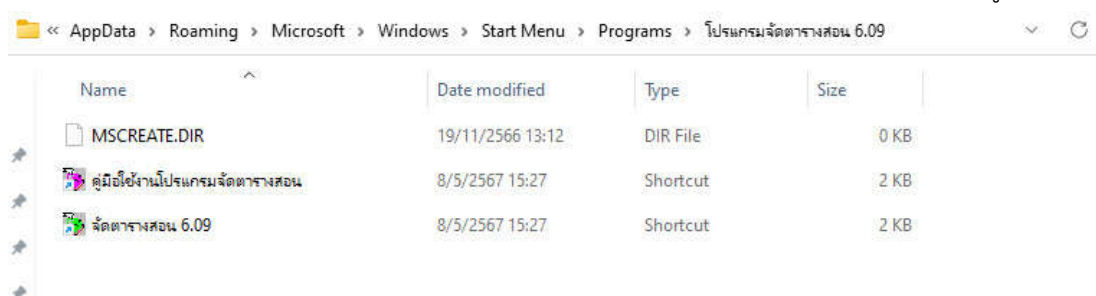 « AppData > Roaming > Microsoft > Windows > Start Menu > Programs > โปรแกรมจัดตารางสอน 6.09
Name Date modified Type Size
MSCREATE.DIR 19/11/2566 13:12 DIR File 0 KB
คู่มือใช้งานโปรแกรมจัดตารางสอน 8/5/2567 15:27 Shortcut 2 KB
จัดตารางสอน 6.09 8/5/2567 15:27 Shortcut 2 KB